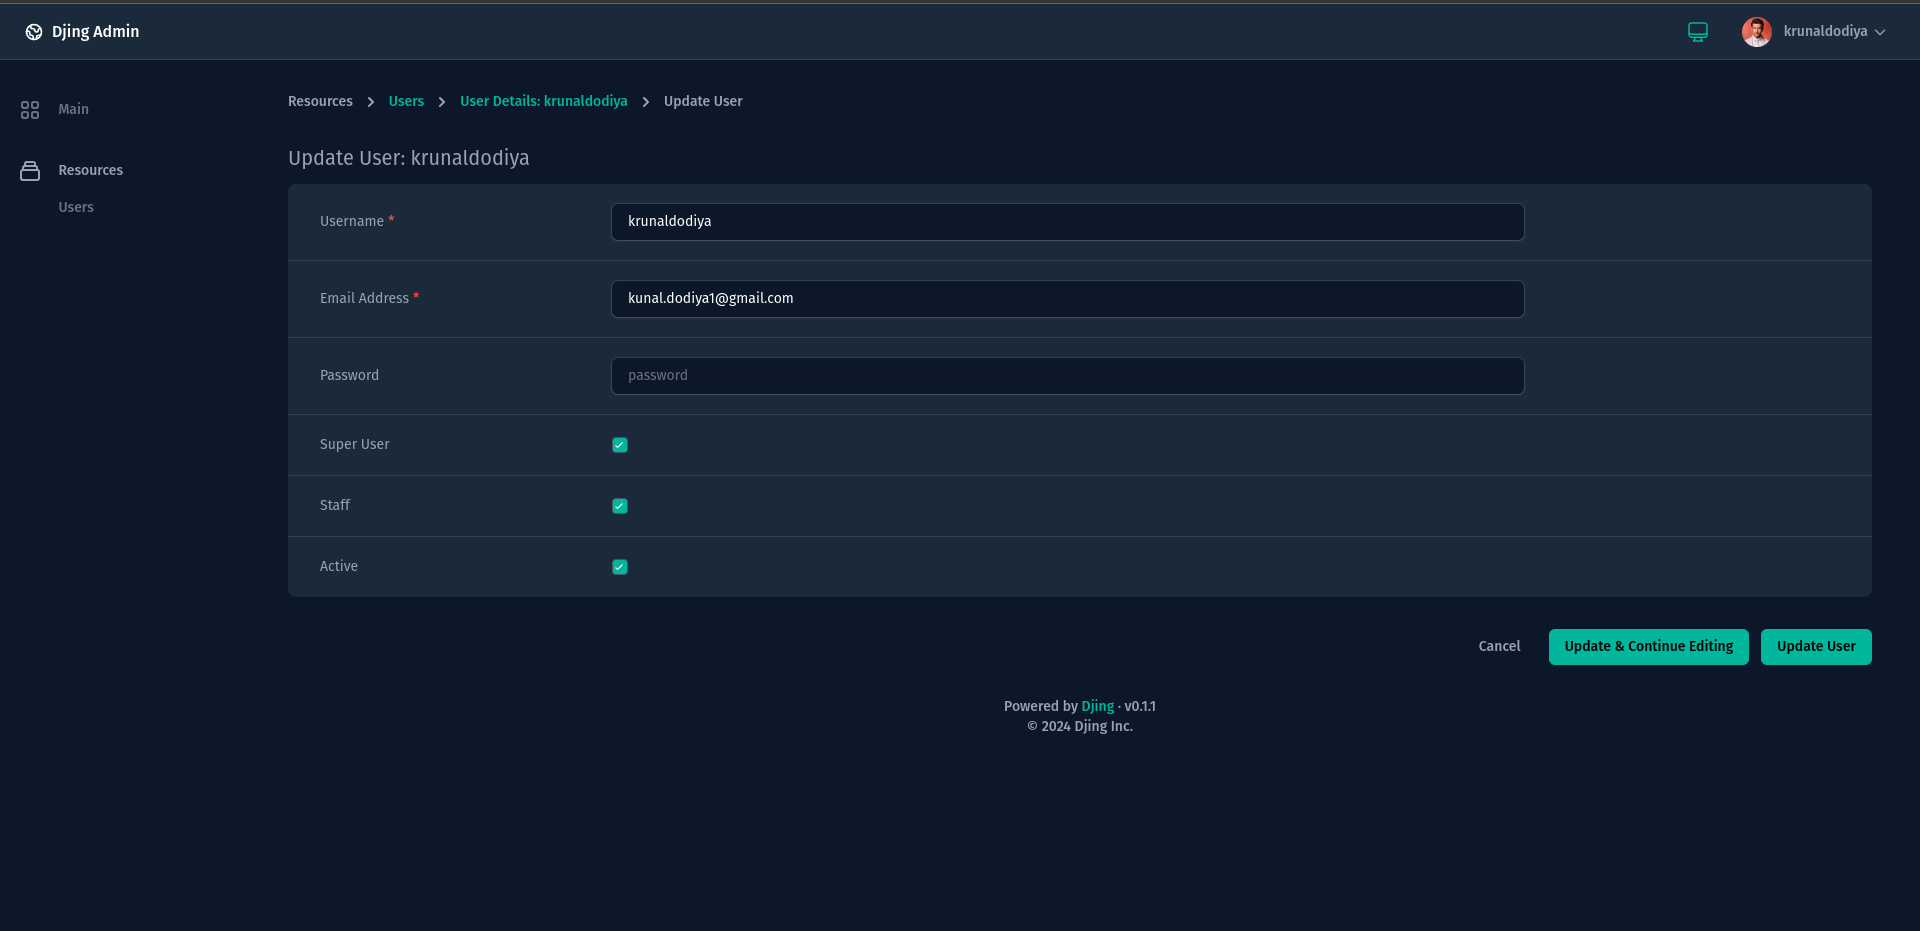 Djing Admin
krunaldodiya
Main
Resources
Users
Resources > Users > User Details: krunaldodiya > Update User
Update User: krunaldodiya
Username * krunaldodiya
Email Address * kunal.dodiya1@gmail.com
Password password
Super User
Staff
Active
Cancel Update & Continue Editing Update User
Powered by Djing · v0.1.1
© 2024 Djing Inc.